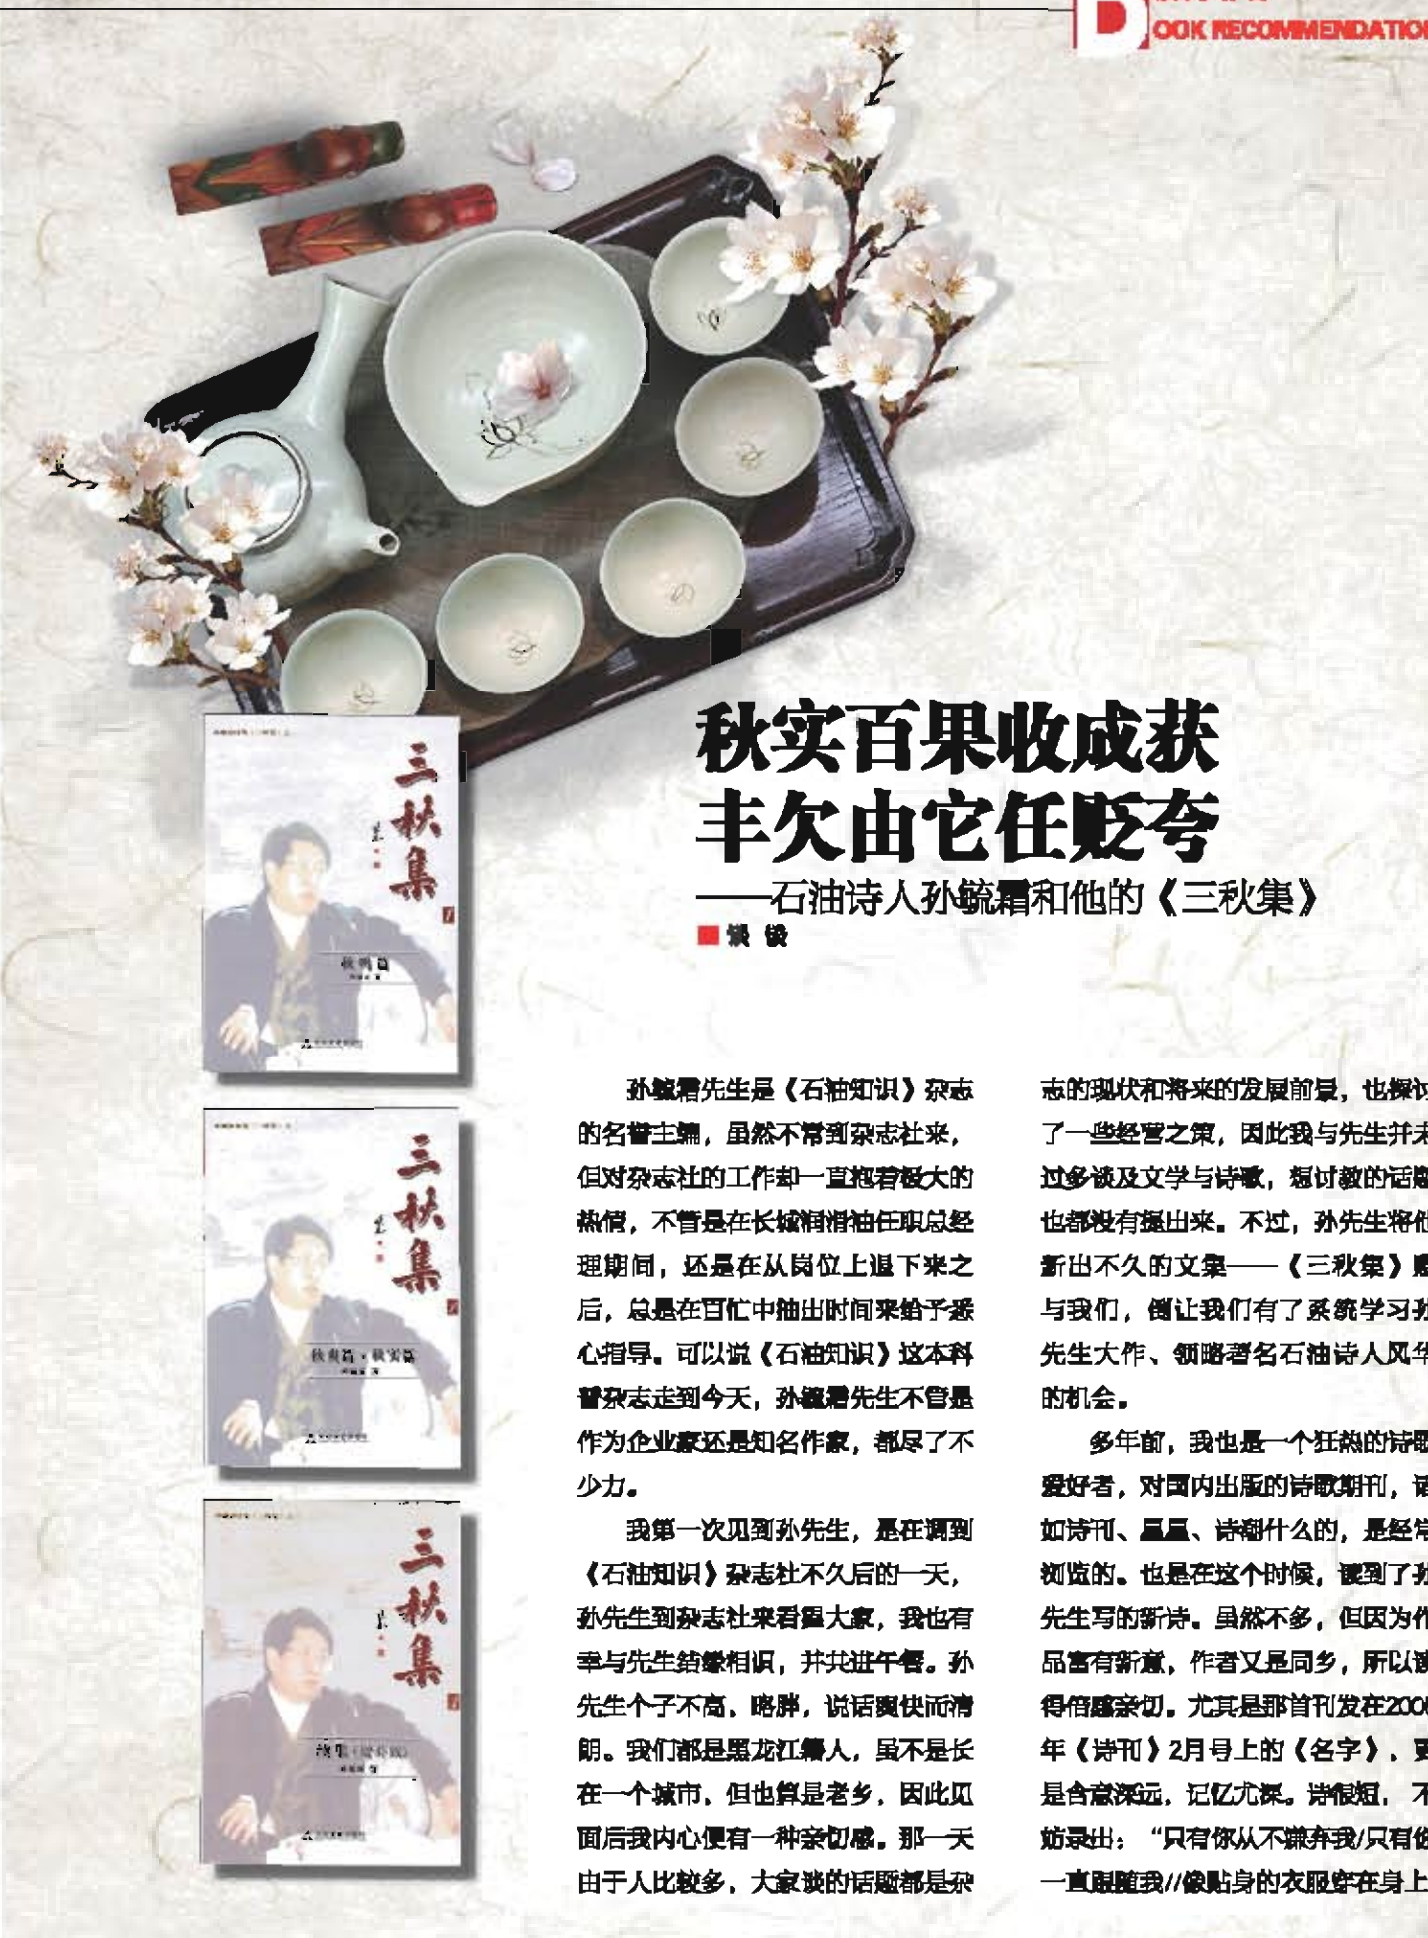 OOK RECOMMENDATION
三秋集
秋鸣篇
三秋集
秋爽篇·秋实篇
三秋集
秋实百果收成获
丰欠由它任贬夸
——石油诗人孙毓霜和他的《三秋集》
孙毓霜先生是《石油知识》杂志
的名誉主编，虽然不常到杂志社来，
但对杂志社的工作却一直抱着极大的
热情，不管是在长城润滑油任职总经
理期间，还是在从岗位上退下来之
后，总是在百忙中抽出时间来给予悉
心指导。可以说《石油知识》这本科
普杂志走到今天，孙毓霜先生不管是
作为企业家还是知名作家，都尽了不
少力。
我第一次见到孙先生，是在调到
《石油知识》杂志社不久后的一天，
孙先生到杂志社来看望大家，我也有
幸与先生结缘相识，并共进午餐。孙
先生个子不高，略胖，说话爽快而清
朗。我们都是黑龙江籍人，虽不是长
在一个城市，但也算是老乡，因此见
面后我内心便有一种亲切感。那一天
由于人比较多，大家谈的话题都是杂
志的现状和将来的发展前景，也探讨
了一些经营之策，因此我与先生并未
过多谈及文学与诗歌，想讨教的话题
也都没有提出来。不过，孙先生将他
新出不久的文集——《三秋集》赠
与我们，倒让我们有了系统学习孙
先生大作、领略著名石油诗人风华
的机会。
多年前，我也是一个狂热的诗歌
爱好者，对国内出版的诗歌期刊，诸
如诗刊、星星、诗潮什么的，是经常
浏览的。也是在这个时候，读到了孙
先生写的新诗。虽然不多，但因为作
品富有新意，作者又是同乡，所以读
得倍感亲切。尤其是那首刊发在200
年《诗刊》2月号上的《名字》，更
是含意深远，记忆尤深。诗很短，不
妨录出：“只有你从不嫌弃我/只有你
一直跟随我//像贴身的衣服穿在身上